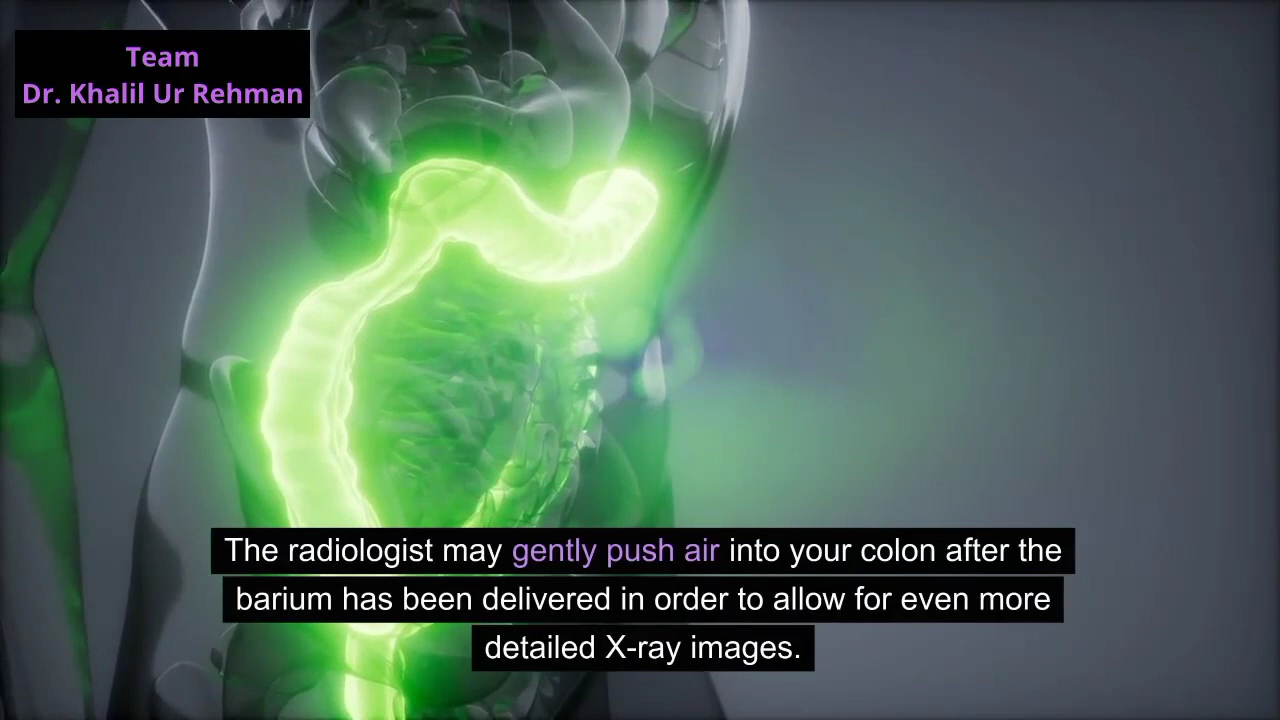 Team
Dr. Khalil Ur Rehman
The radiologist may gently push air into your colon after the
barium has been delivered in order to allow for even more
detailed X-ray images.